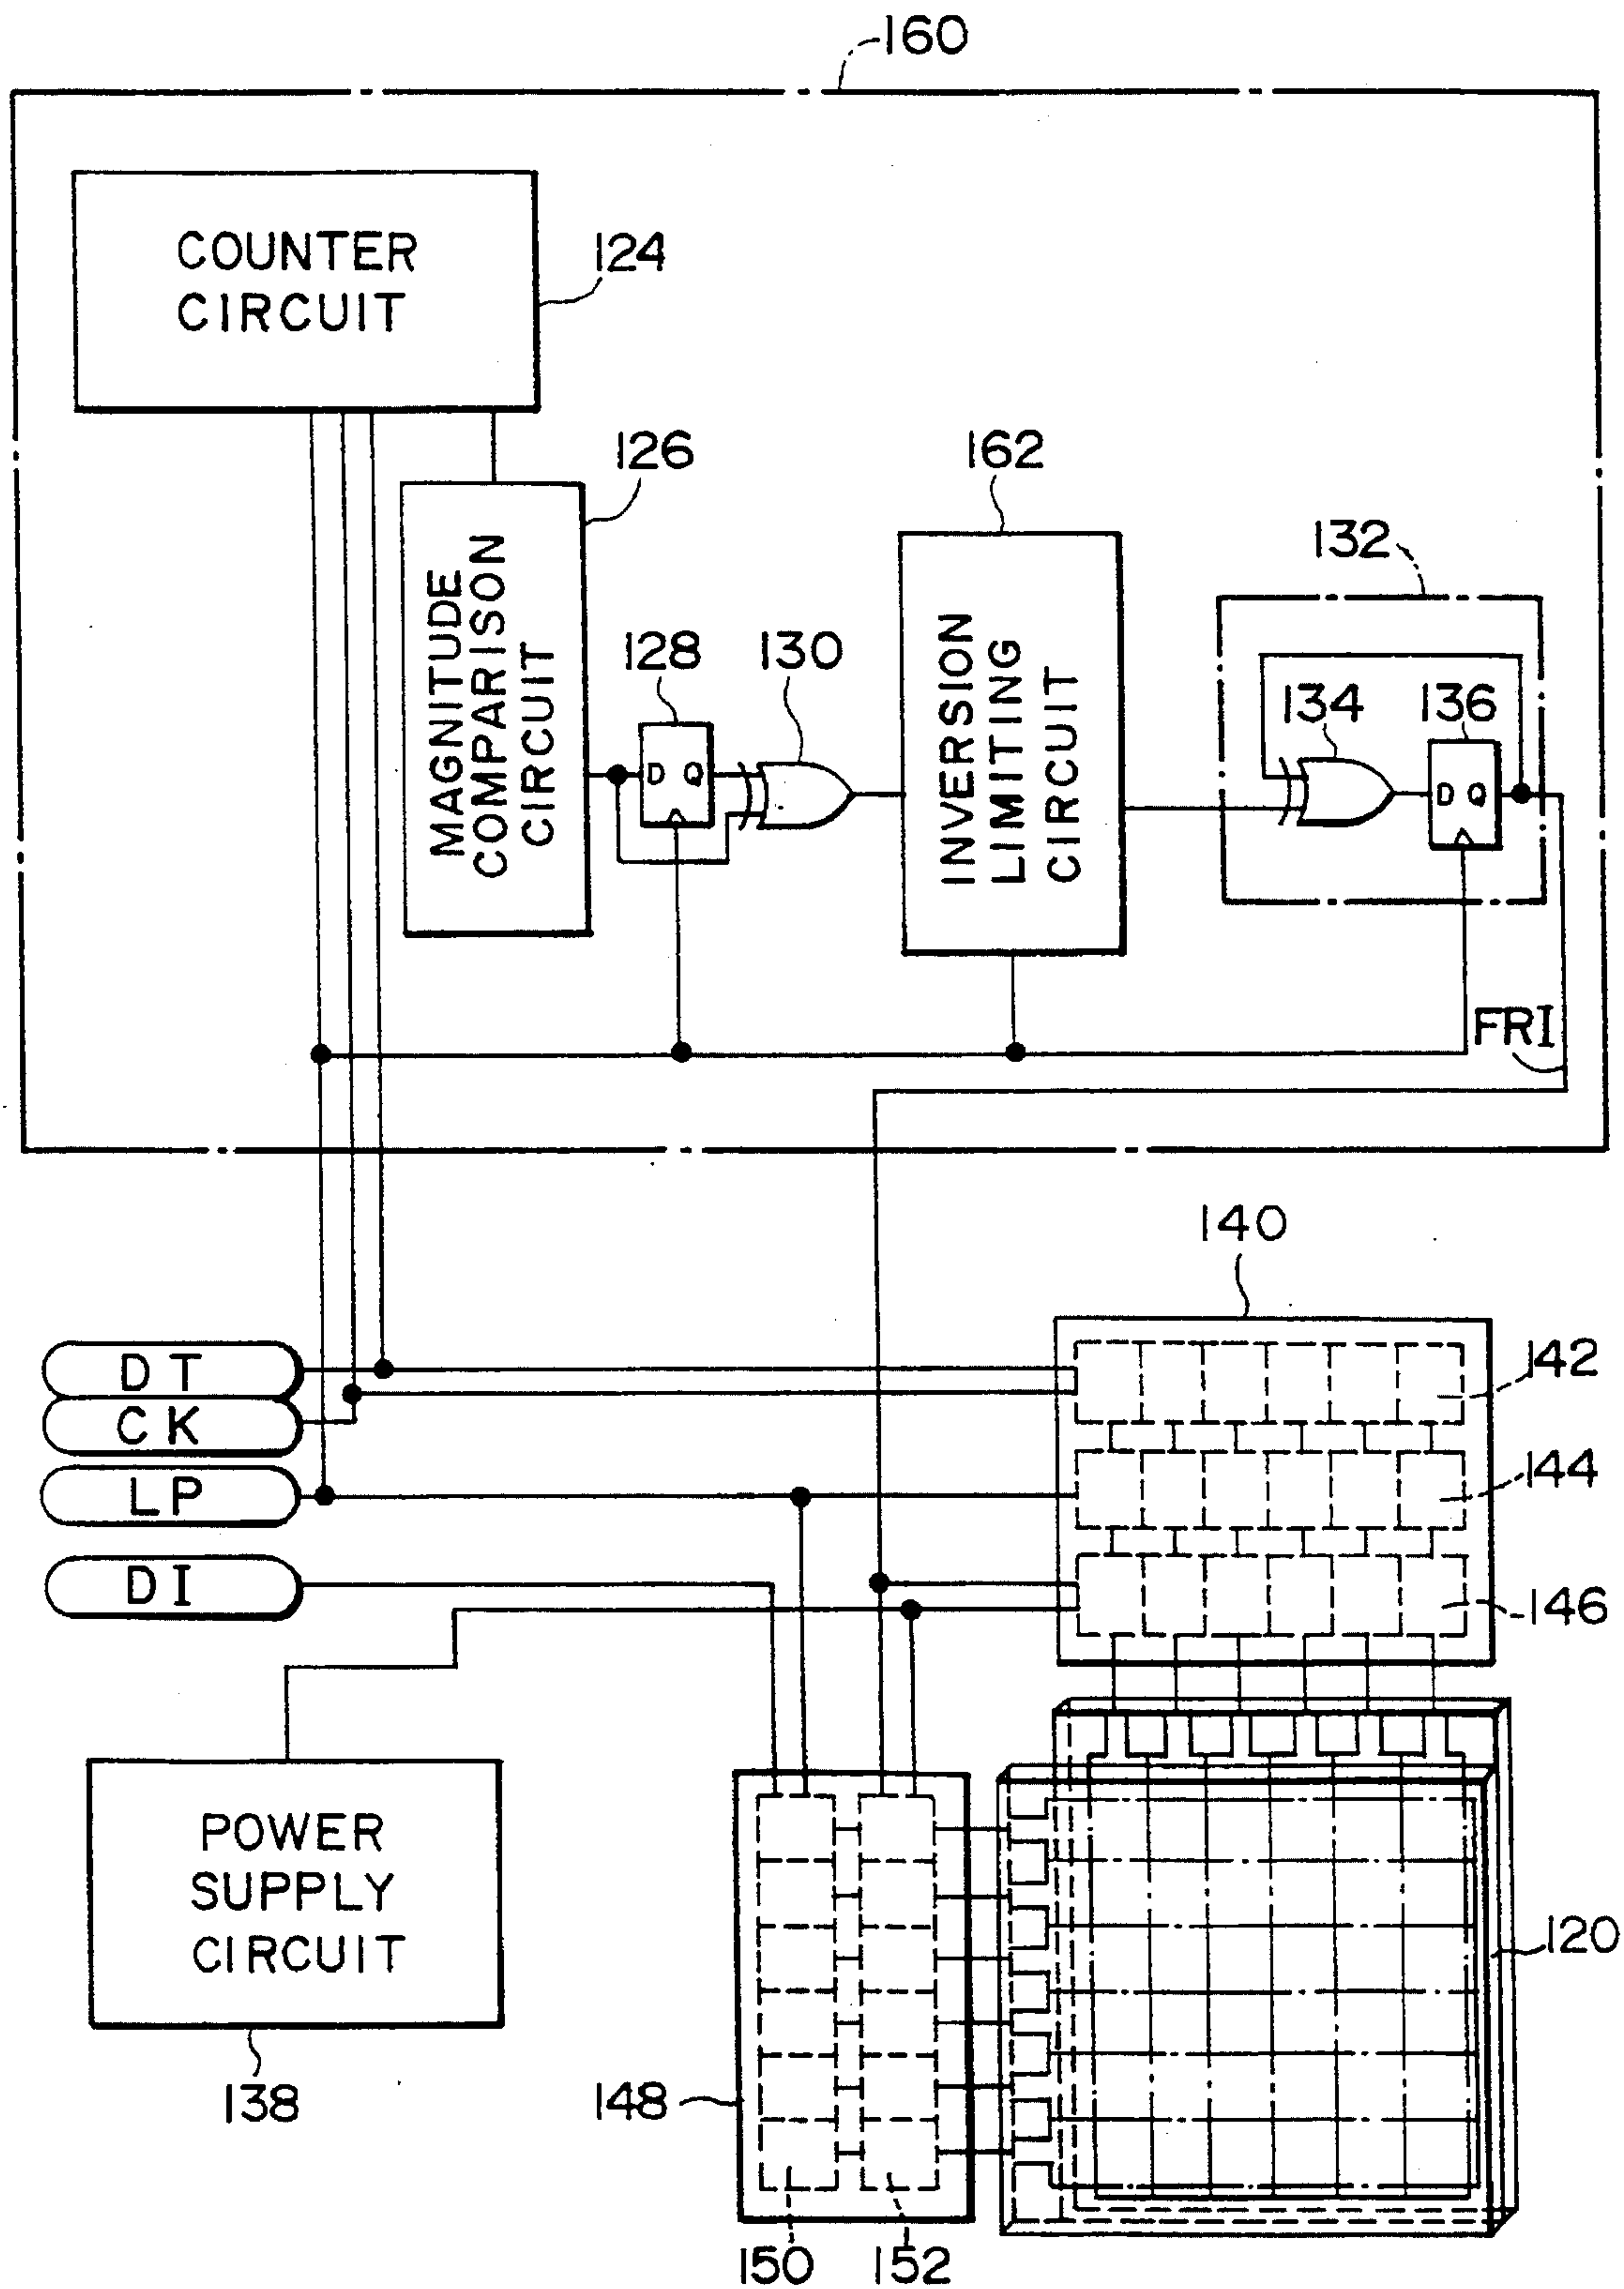 160
COUNTER
CIRCUIT
124
126
162
132
MAGNITUDE
COMPARISON
CIRCUIT
128
130
INVERSION
LIMITING
CIRCUIT
134
136
D Q
D Q
FRI
140
DT
142
CK
LP
144
DI
146
POWER
SUPPLY
CIRCUIT
120
138
148
150
152